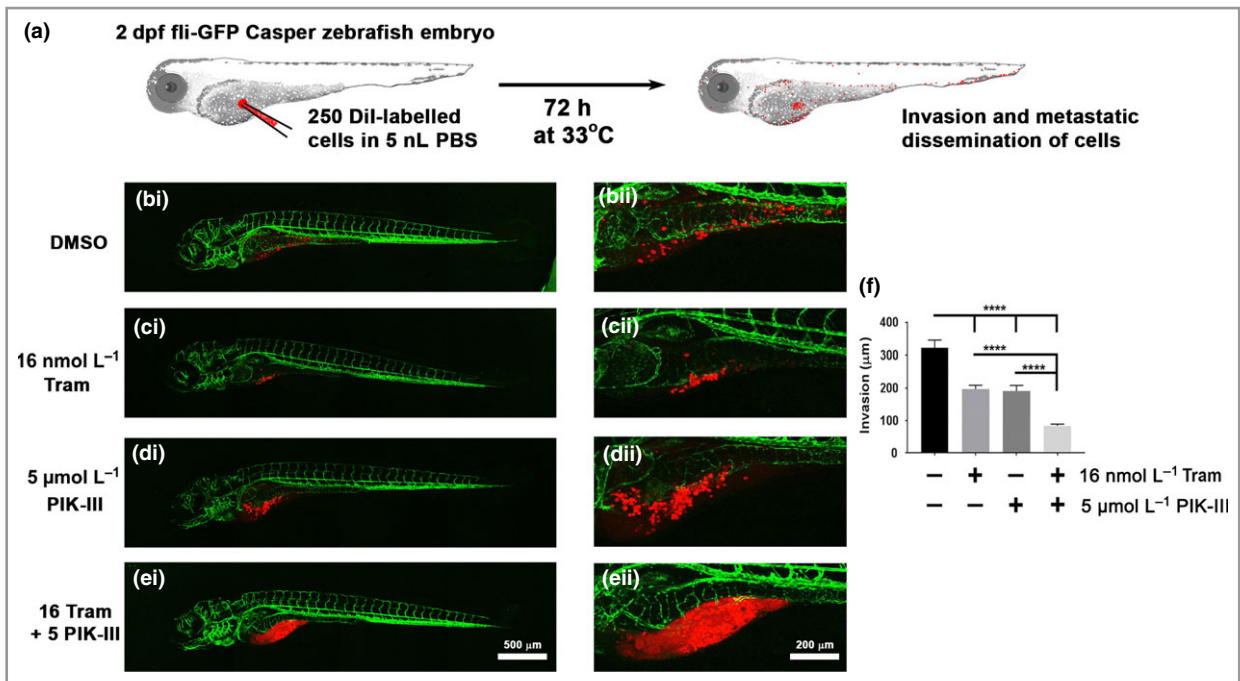 (a)
2 dpf fli-GFP Casper zebrafish embryo
250 DiI-labelled
cells in 5 nL PBS
72 h
at 33°C
Invasion and metastatic
dissemination of cells
DMSO
(bi)
(bii)
16 nmol L⁻¹
Tram
(ci)
(cii)
5 µmol L⁻¹
PIK-III
(di)
(dii)
16 Tram
+ 5 PIK-III
(ei)
500 µm
(eii)
200 µm
(f)
****
****
****
Invasion (µm)
400
300
200
100
0
− + − + 16 nmol L⁻¹ Tram
− − + + 5 µmol L⁻¹ PIK-III